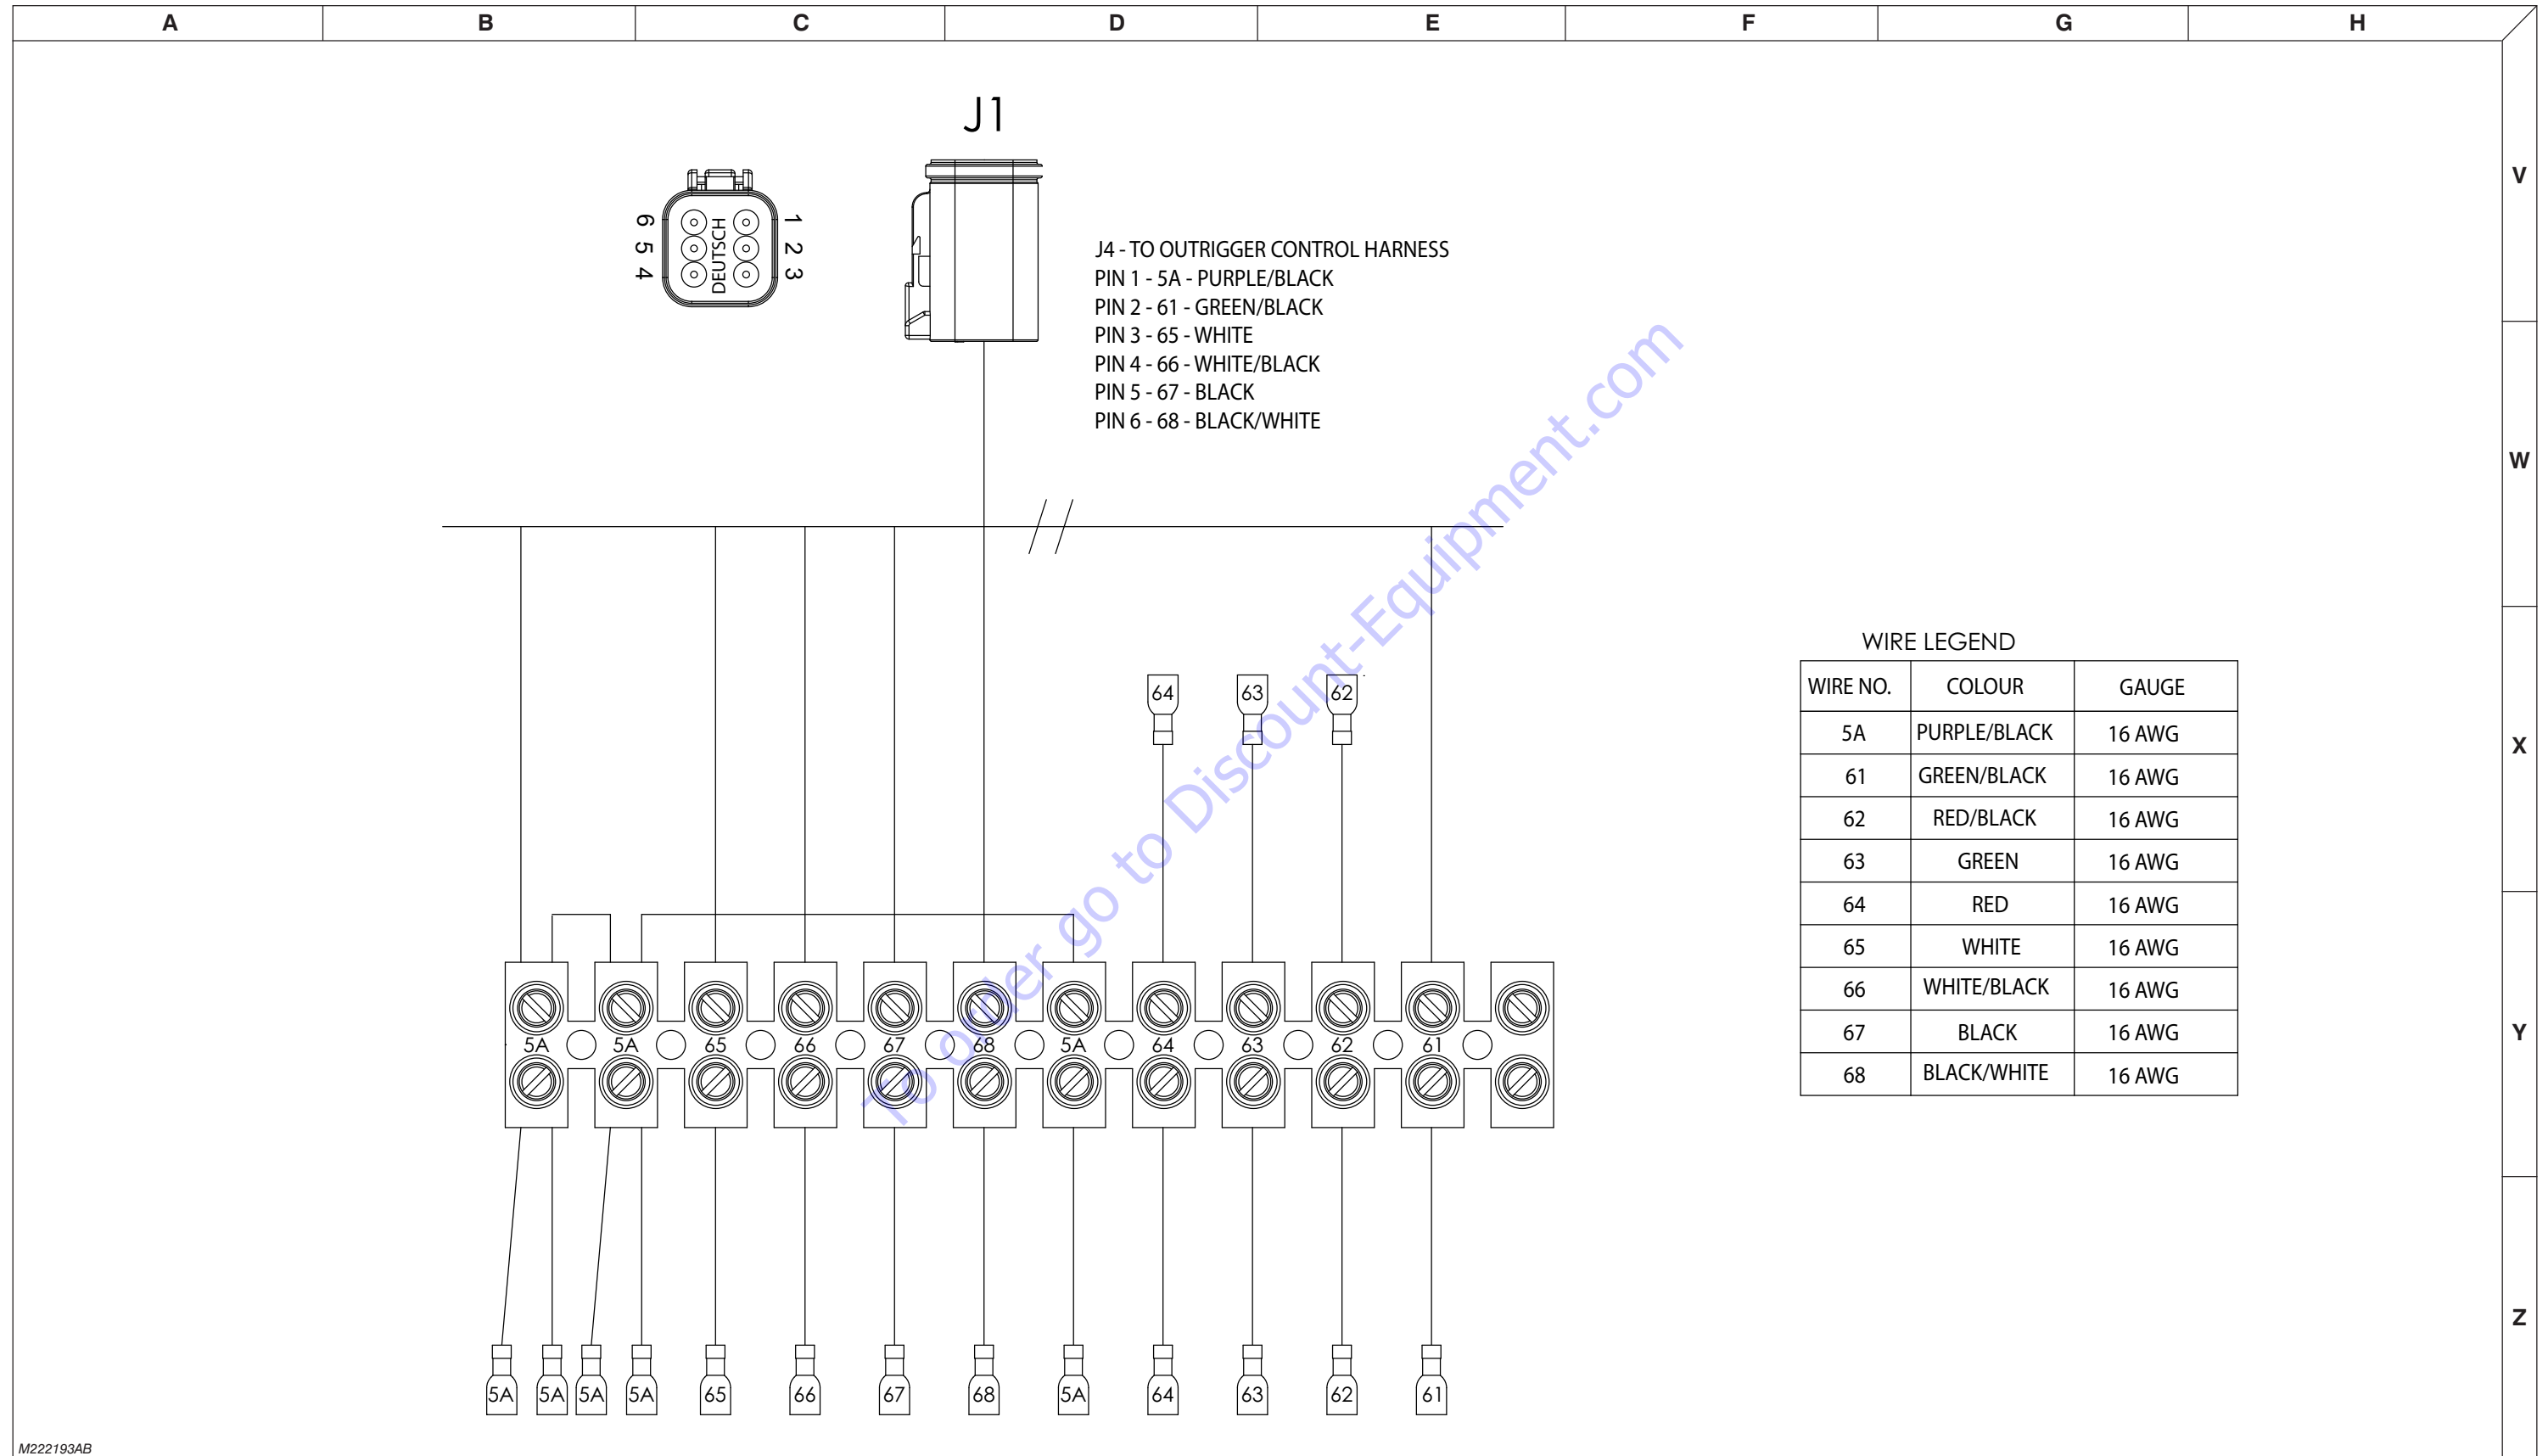 A B C D E F G H
J1
V
6 5 4
DEUTSCH
1 2 3
J4 - TO OUTRIGGER CONTROL HARNESS
PIN 1 - 5A - PURPLE/BLACK
PIN 2 - 61 - GREEN/BLACK
PIN 3 - 65 - WHITE
PIN 4 - 66 - WHITE/BLACK
PIN 5 - 67 - BLACK
PIN 6 - 68 - BLACK/WHITE
W
To order go to Discount-Equipment.com
64 63 62
WIRE LEGEND
WIRE NO. COLOUR GAUGE
5A PURPLE/BLACK 16 AWG
61 GREEN/BLACK 16 AWG
62 RED/BLACK 16 AWG
63 GREEN 16 AWG
64 RED 16 AWG
65 WHITE 16 AWG
66 WHITE/BLACK 16 AWG
67 BLACK 16 AWG
68 BLACK/WHITE 16 AWG
X
5A 5A 65 66 67 68 5A 64 63 62 61
Y
5A 5A 5A 5A 65 66 67 68 5A 64 63 62 61
Z
M222193AB